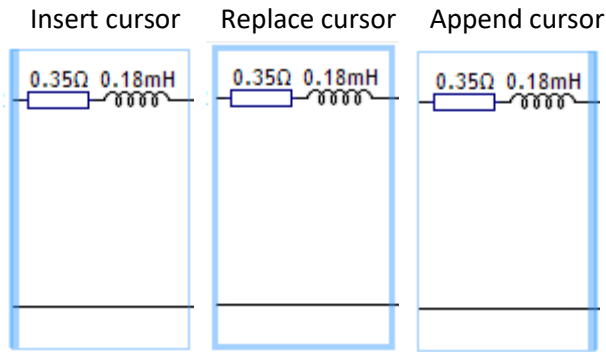 Insert cursor Replace cursor Append cursor
0.35Ω 0.18mH 0.35Ω 0.18mH 0.35Ω 0.18mH